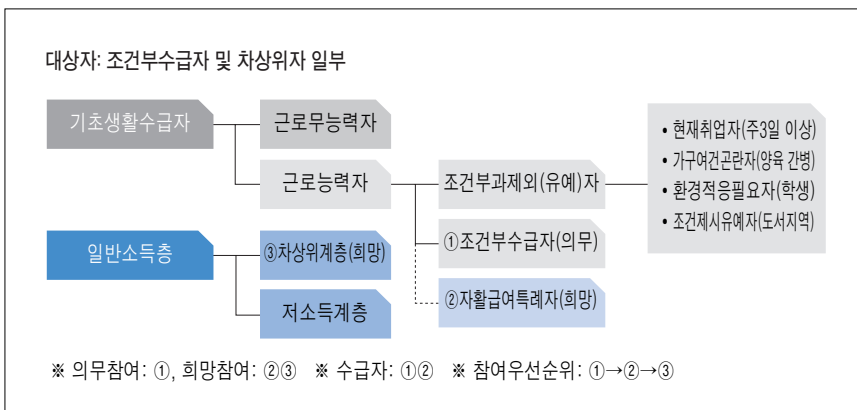 대상자: 조건부수급자 및 차상위자 일부
기초생활수급자
근로무능력자
근로능력자
조건부과제외(유예)자
• 현재취업자(주3일 이상)
• 가구여건곤란자(양육 간병)
• 환경적응필요자(학생)
• 조건제시유예자(도서지역)
①조건부수급자(의무)
②자활급여특례자(희망)
일반소득층
③차상위계층(희망)
저소득계층
※ 의무참여: ①, 희망참여: ②③ ※ 수급자: ①② ※ 참여우선순위: ①→②→③